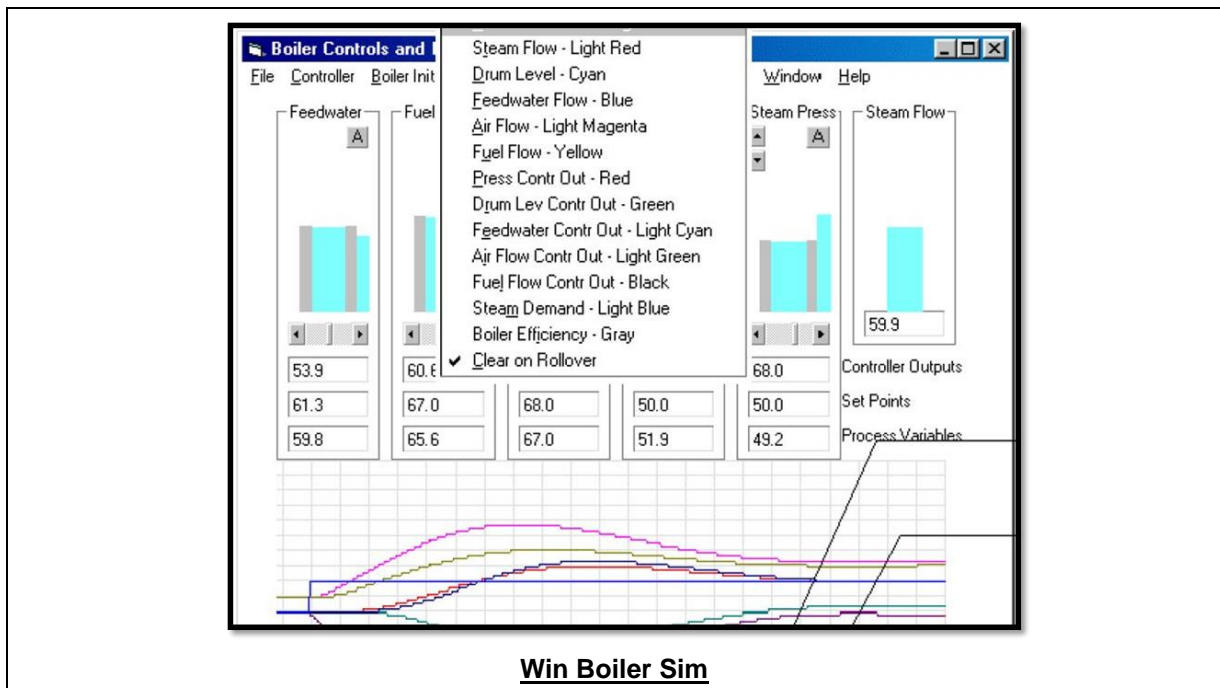 Boiler Controls and
File Controller Boiler Init Window Help
Steam Flow - Light Red
Drum Level - Cyan
Feedwater Flow - Blue
Air Flow - Light Magenta
Fuel Flow - Yellow
Press Contr Out - Red
Drum Lev Contr Out - Green
Feedwater Contr Out - Light Cyan
Air Flow Contr Out - Light Green
Fuel Flow Contr Out - Black
Steam Demand - Light Blue
Boiler Efficiency - Gray
Clear on Rollover
Feedwater Fuel Steam Press Steam Flow
A A
59.9
53.9 60.6 68.0 Controller Outputs
61.3 67.0 68.0 50.0 50.0 Set Points
59.8 65.6 67.0 51.9 49.2 Process Variables
Win Boiler Sim